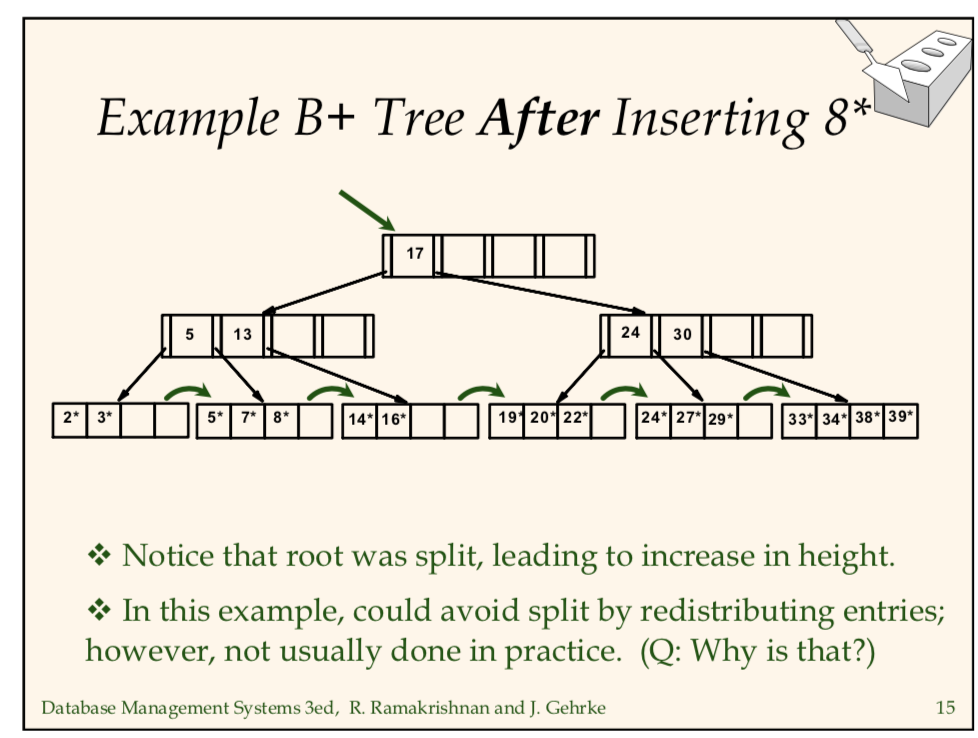 Example B+ Tree After Inserting 8*
17
5 13
24 30
2* 3*
5* 7* 8*
14* 16*
19* 20* 22*
24* 27* 29*
33* 34* 38* 39*
❖ Notice that root was split, leading to increase in height.
❖ In this example, could avoid split by redistributing entries;
however, not usually done in practice. (Q: Why is that?)
Database Management Systems 3ed, R. Ramakrishnan and J. Gehrke
15